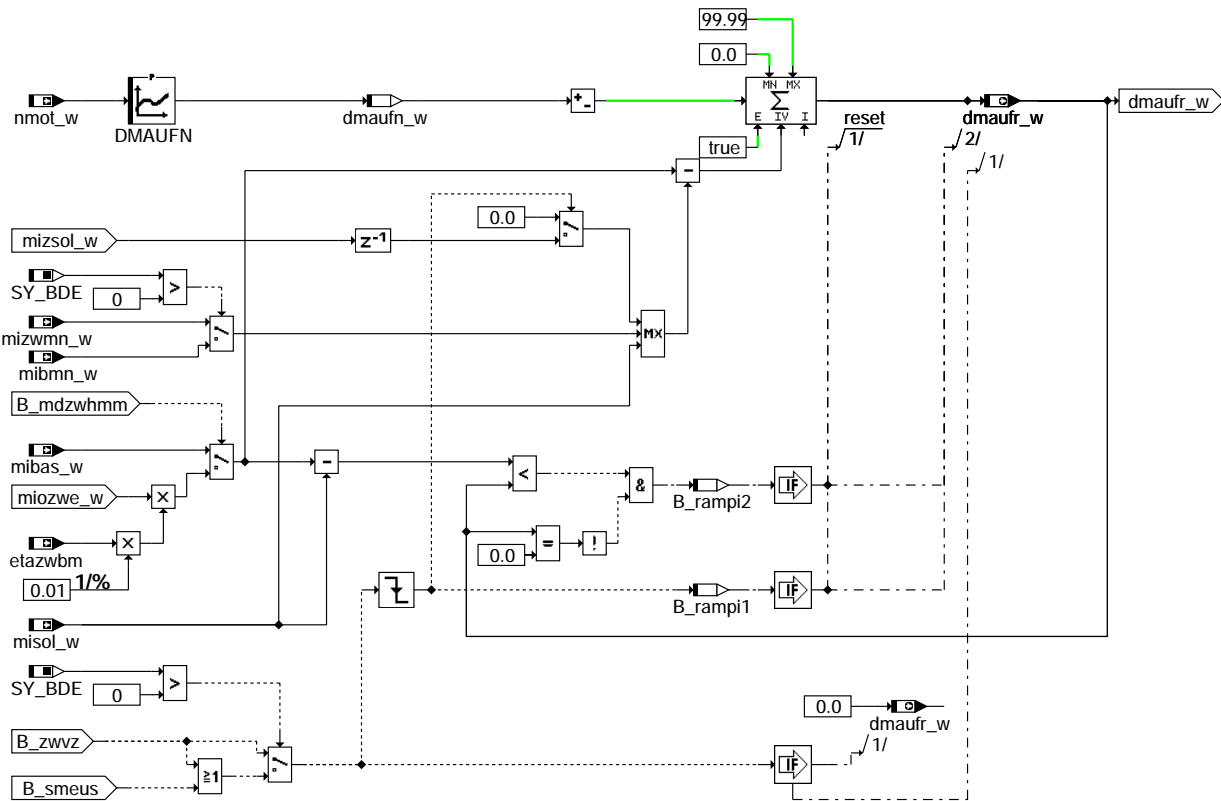 99.99
0.0
P
MN MX
Σ
E IV I
nmot_w
DMAUFN
dmaufn_w
+
-
true
reset
1/
dmaufr_w
2/
1/
dmaufr_w
-
mizsol_w
z-1
0.0
SY_BDE
0
>
mizwmn_w
mibmn_w
MX
B_mdzwhmm
mibas_w
-
<
&
B_rampi2
IF
miozwe_w
X
etazwbm
X
0.01
1/%
0.0
=
!
B_rampi1
IF
misol_w
SY_BDE
0
>
0.0
dmaufr_w
1/
B_zwvz
≥1
IF
B_smeus